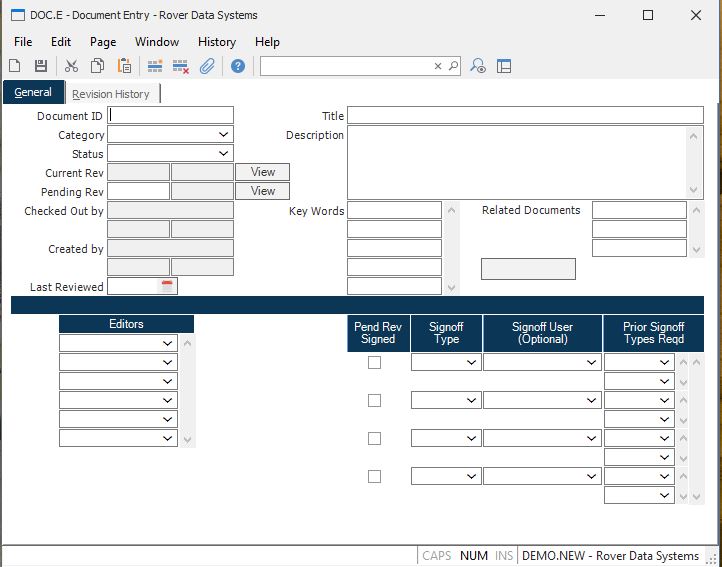 DOC.E - Document Entry - Rover Data Systems
File Edit Page Window History Help
General Revision History
Document ID Title
Category Description
Status
Current Rev View
Pending Rev View
Checked Out by Key Words Related Documents
Created by
Last Reviewed
Editors
Pend Rev Signed
Signoff Type
Signoff User (Optional)
Prior Signoff Types Reqd
CAPS NUM INS DEMO.NEW - Rover Data Systems